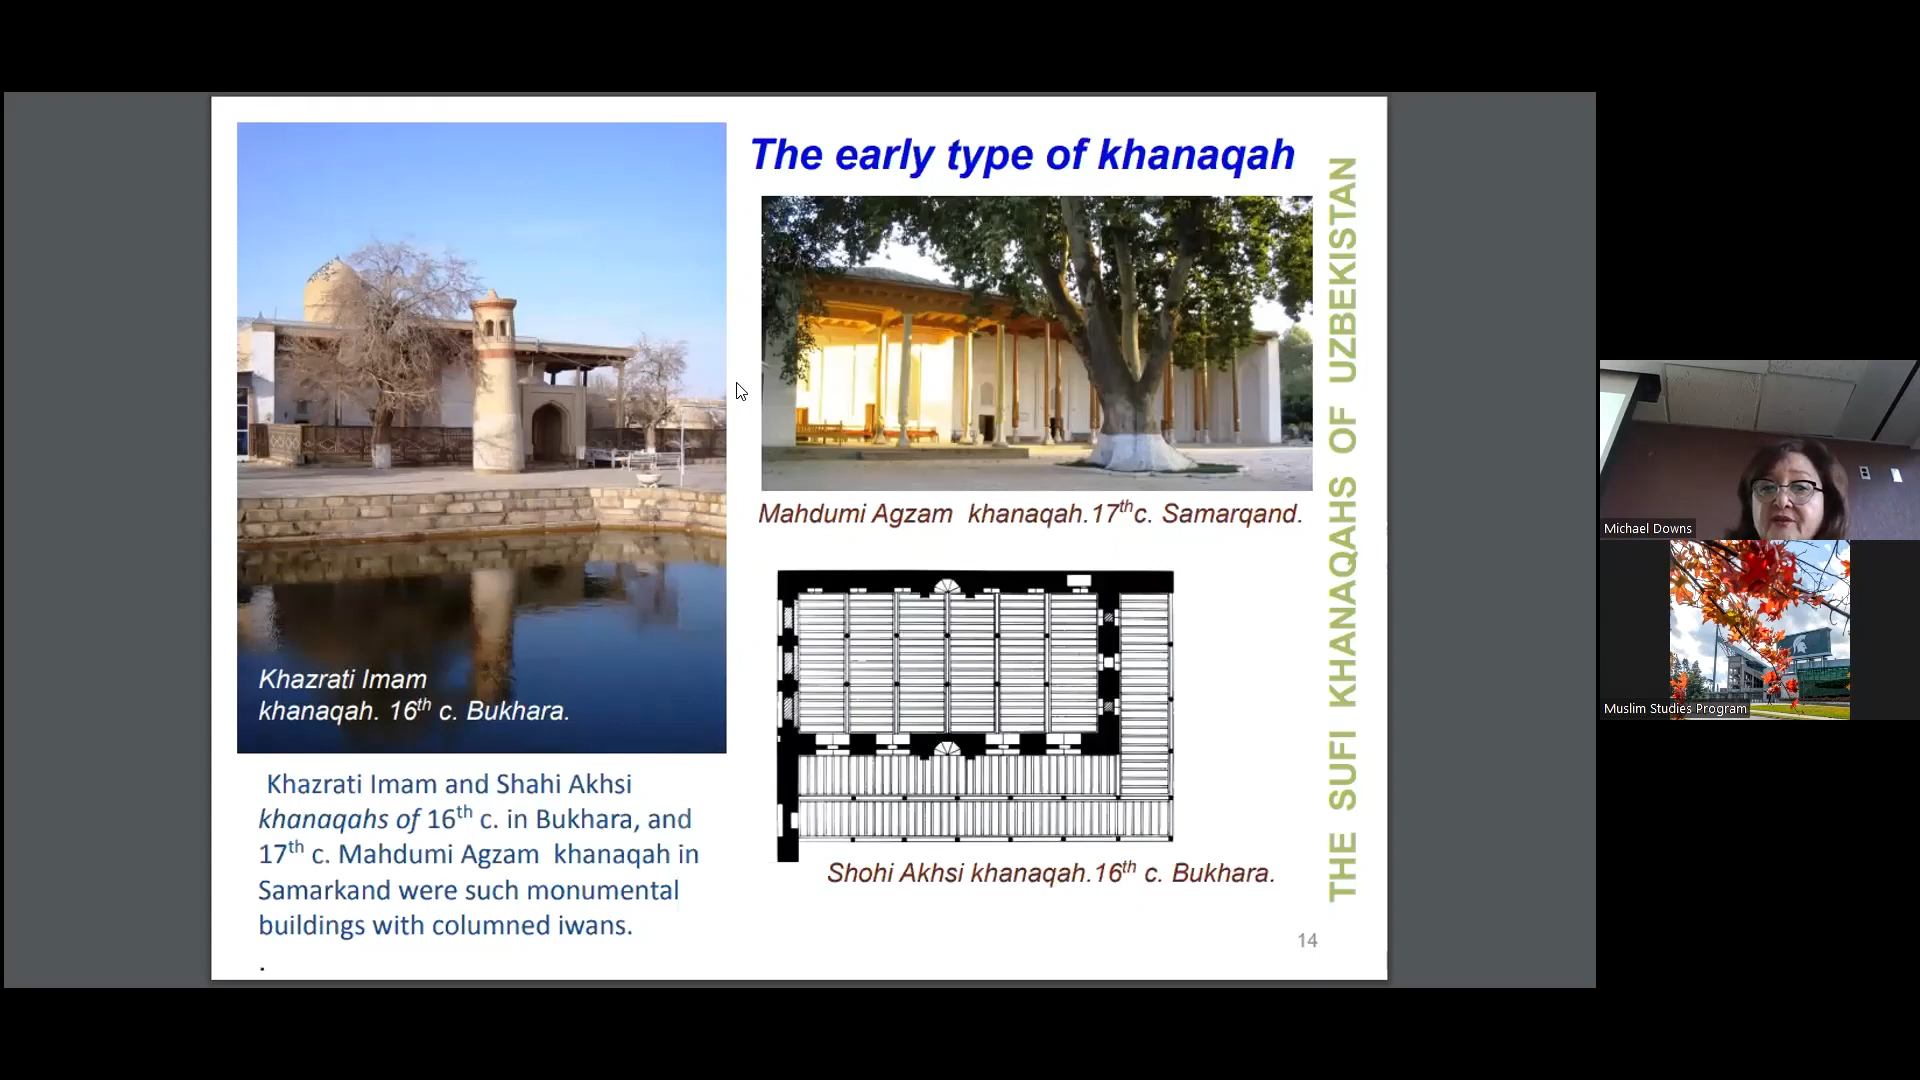 The early type of khanaqah
Khazrati Imam
khanaqah. 16th c. Bukhara.
Mahdumi Agzam khanaqah.17th c. Samarqand.
Khazrati Imam and Shahi Akhsi
khanaqahs of 16th c. in Bukhara, and
17th c. Mahdumi Agzam khanaqah in
Samarkand were such monumental
buildings with columned iwans.
.
Shohi Akhsi khanaqah.16th c. Bukhara.
14
THE SUFI KHANAQAHS OF UZBEKISTAN
Michael Downs
Muslim Studies Program